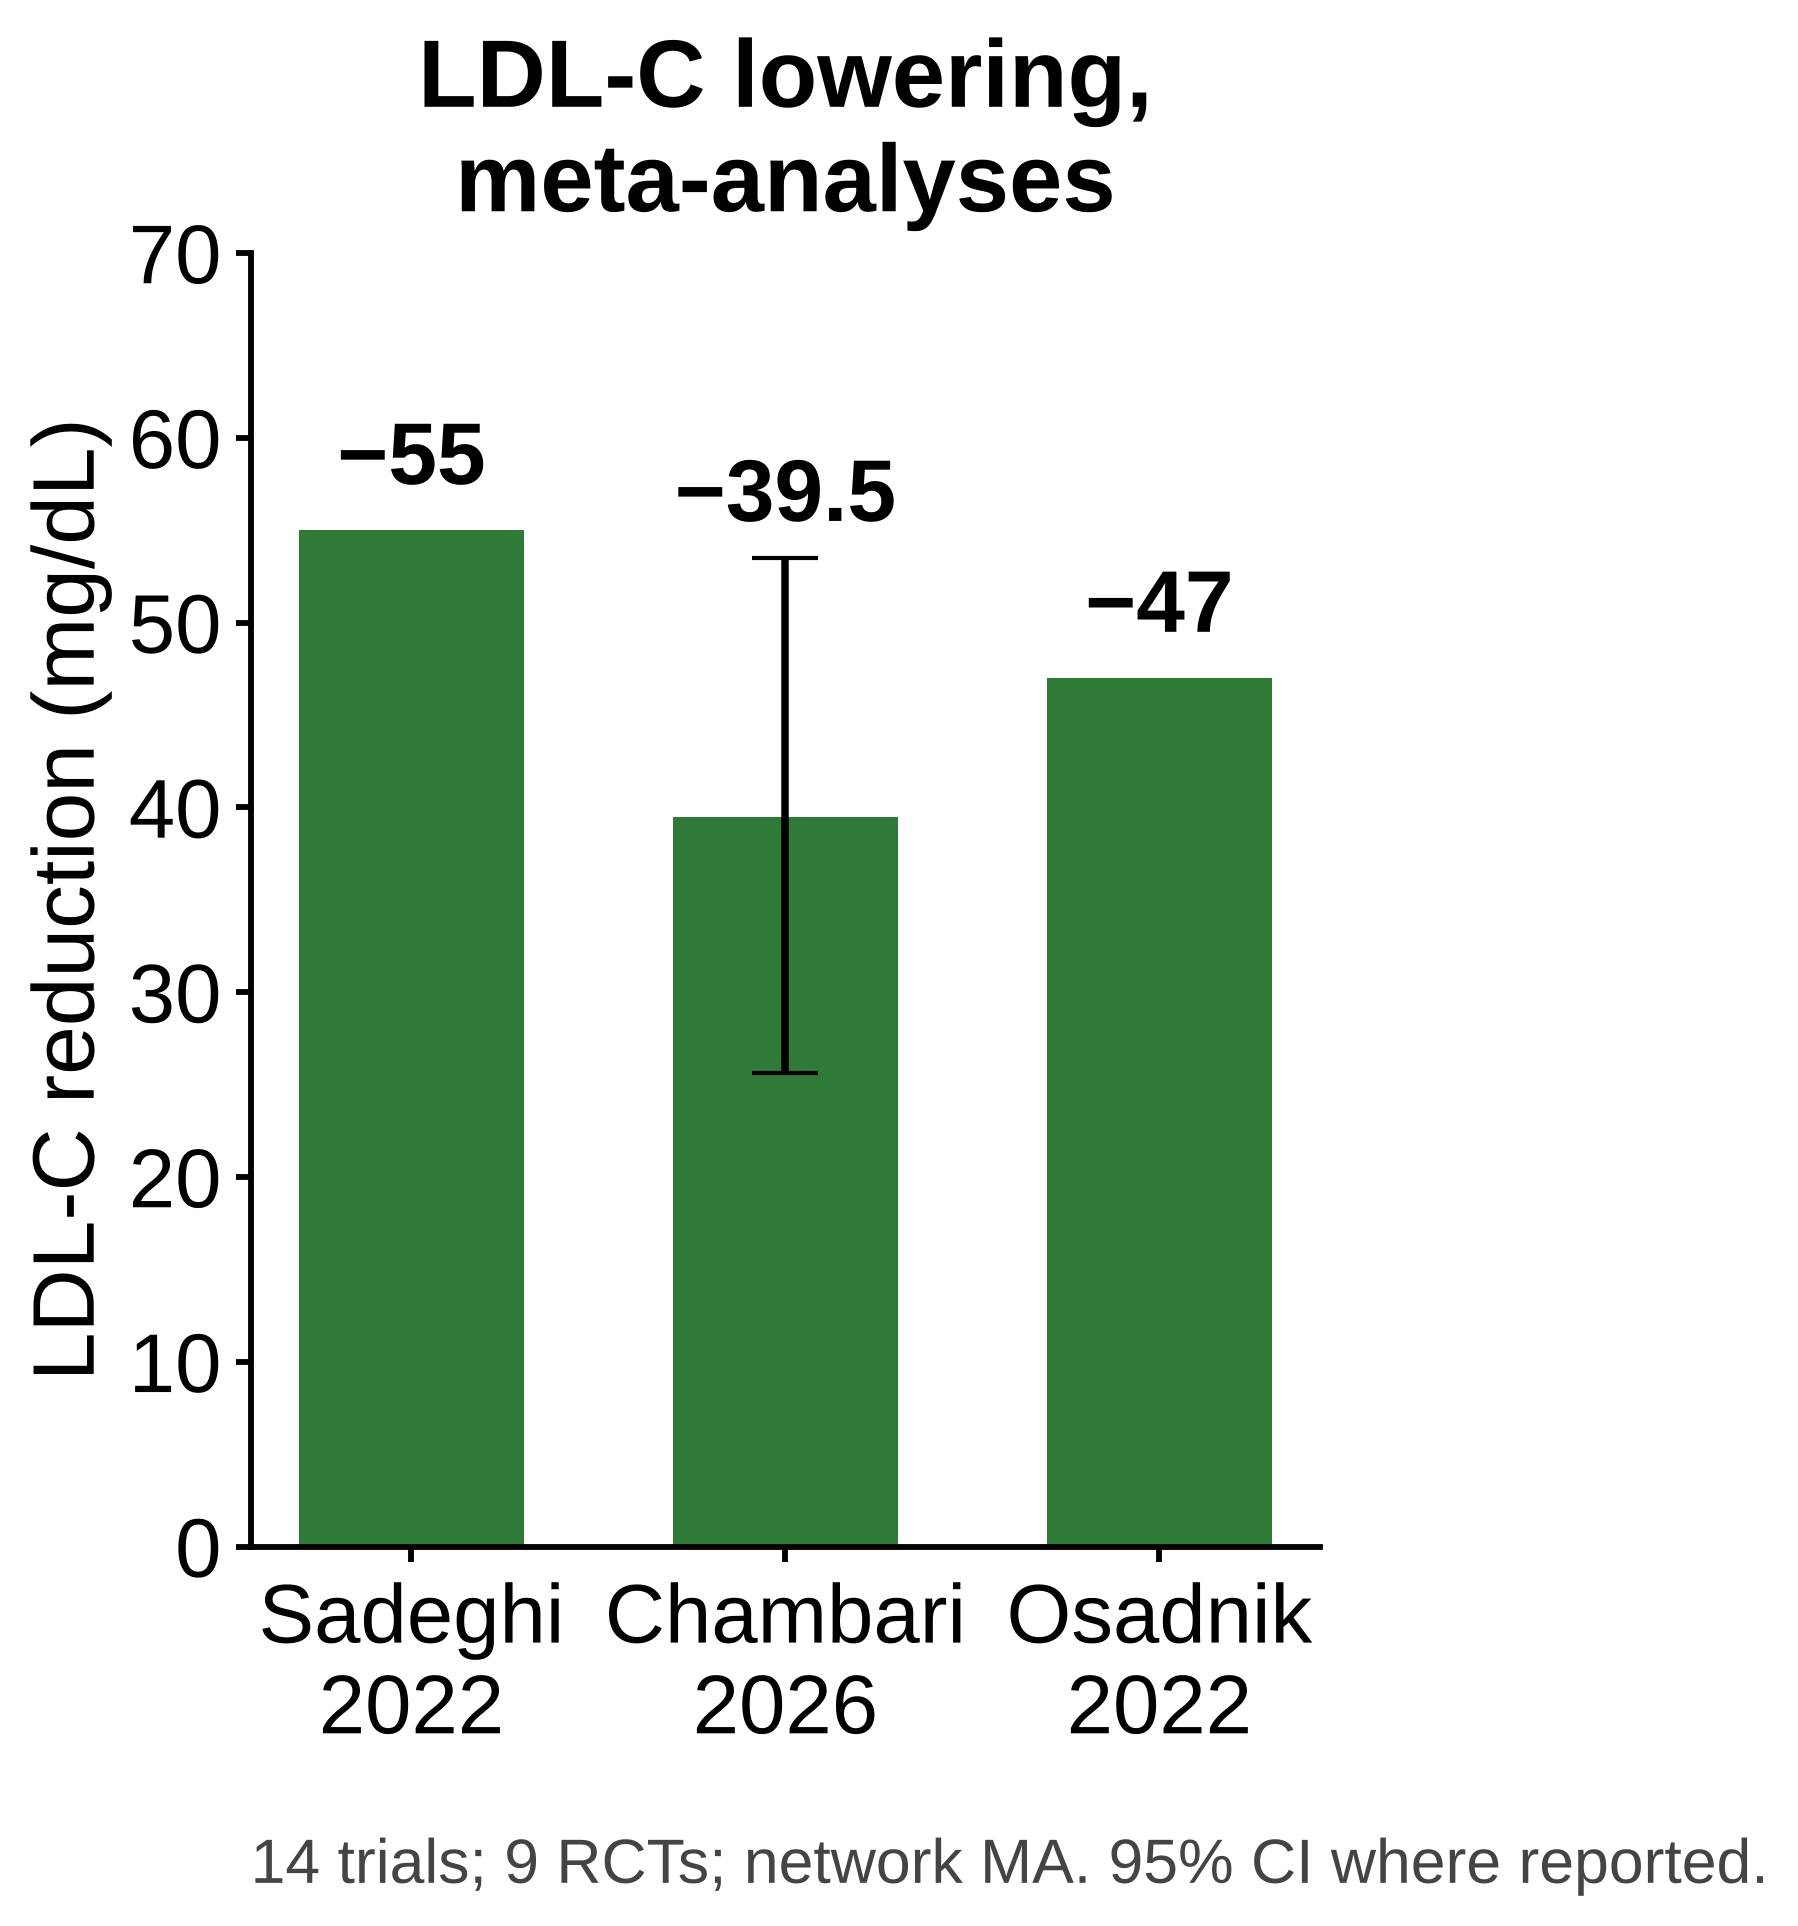 LDL-C lowering,
meta-analyses
LDL-C reduction (mg/dL)
70
60
50
40
30
20
10
0
−55
−39.5
−47
Sadeghi
2022
Chambari
2026
Osadnik
2022
14 trials; 9 RCTs; network MA. 95% CI where reported.